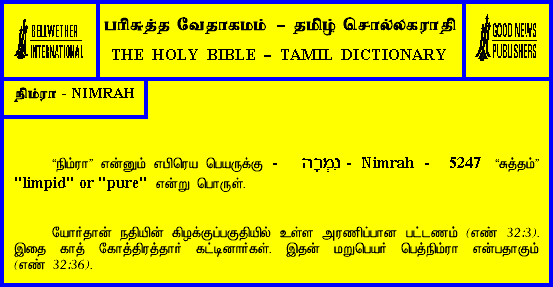 BELLWETHER
INTERNATIONAL
பரிசுத்த வேதாகமம் – தமிழ் சொல்லகராதி
THE HOLY BIBLE – TAMIL DICTIONARY
GOOD NEWS
PUBLISHERS
நிம்ரா - NIMRAH
“நிம்ரா” என்னும் எபிரெய பெயருக்கு - נִמְרָה - Nimrah - 5247 “சுத்தம்”
"limpid" or "pure" என்று பொருள்.
யோர்தான் நதியின் கிழக்குப்பகுதியில் உள்ள அரணிப்பான பட்டணம் (எண் 32:3).
இதை காத் கோத்திரத்தார் கட்டினார்கள். இதன் மறுபெயர் பெத்நிம்ரா என்பதாகும்
(எண் 32:36).